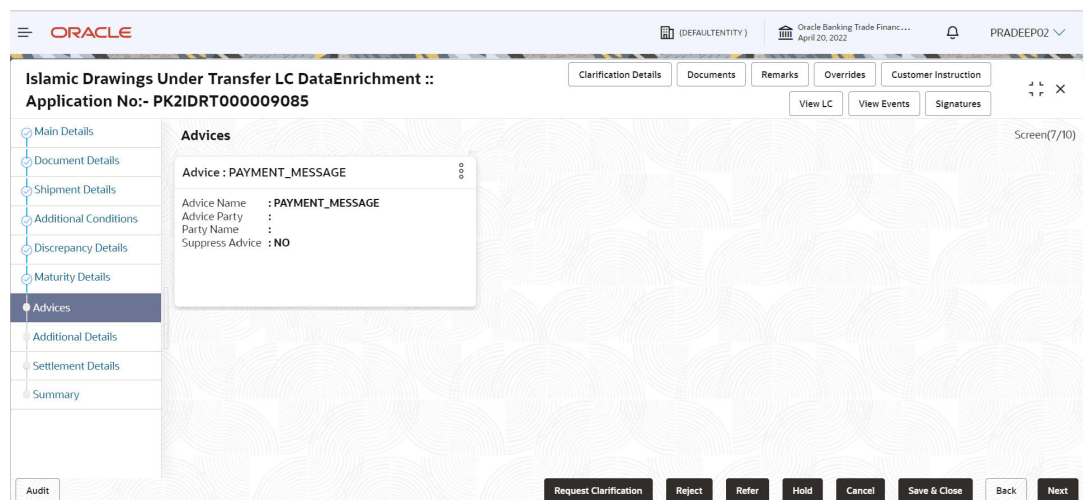 ORACLE
(DEFAULTENTITY )
Oracle Banking Trade Financ...
April 20, 2022
PRADEEP02
Islamic Drawings Under Transfer LC DataEnrichment ::
Application No:- PK2IDRT000009085
Clarification Details
Documents
Remarks
Overrides
Customer Instruction
View LC
View Events
Signatures
Main Details
Document Details
Shipment Details
Additional Conditions
Discrepancy Details
Maturity Details
Advices
Additional Details
Settlement Details
Summary
Advices
Screen(7/10)
Advice : PAYMENT_MESSAGE
Advice Name : PAYMENT_MESSAGE
Advice Party :
Party Name :
Suppress Advice : NO
Audit
Request Clarification
Reject
Refer
Hold
Cancel
Save & Close
Back
Next